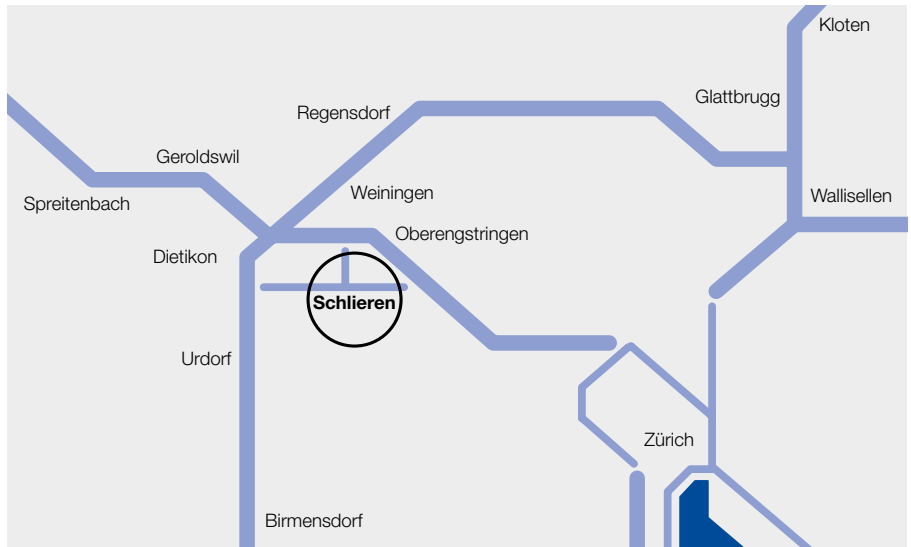 Kloten
Glattbrugg
Regensdorf
Geroldswil
Weiningen
Wallisellen
Spreitenbach
Oberengstringen
Dietikon
Schlieren
Urdorf
Zürich
Birmensdorf